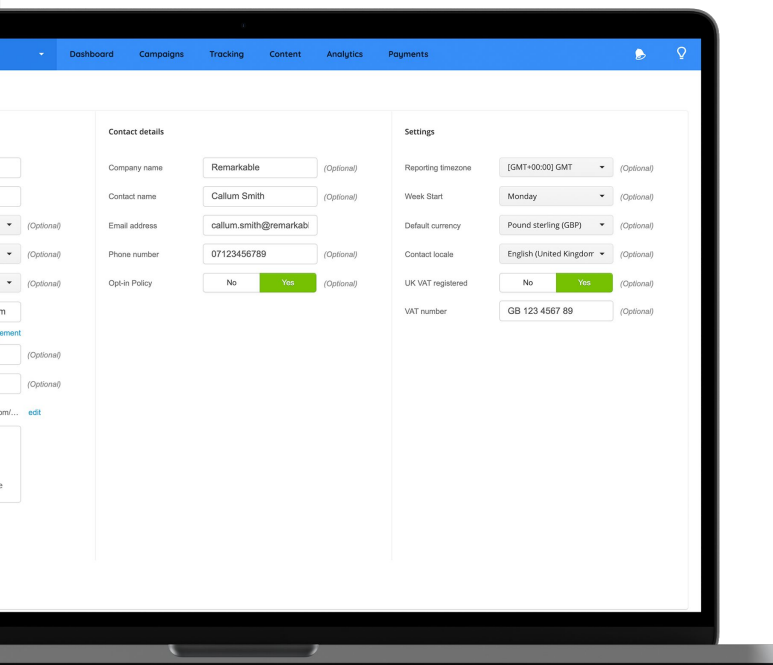 Dashboard Campaigns Tracking Content Analytics Payments
Contact details
Settings
Company name Remarkable (Optional)
Reporting timezone [GMT+00:00] GMT (Optional)
Contact name Callum Smith (Optional)
Week Start Monday (Optional)
(Optional)
Email address callum.smith@remarkabl
Default currency Pound sterling (GBP) (Optional)
(Optional)
Phone number 07123456789 (Optional)
Contact locale English (United Kingdom (Optional)
(Optional)
Opt-in Policy No Yes (Optional)
UK VAT registered No Yes (Optional)
m
VAT number GB 123 4567 89 (Optional)
ement
(Optional)
(Optional)
om/... edit
e